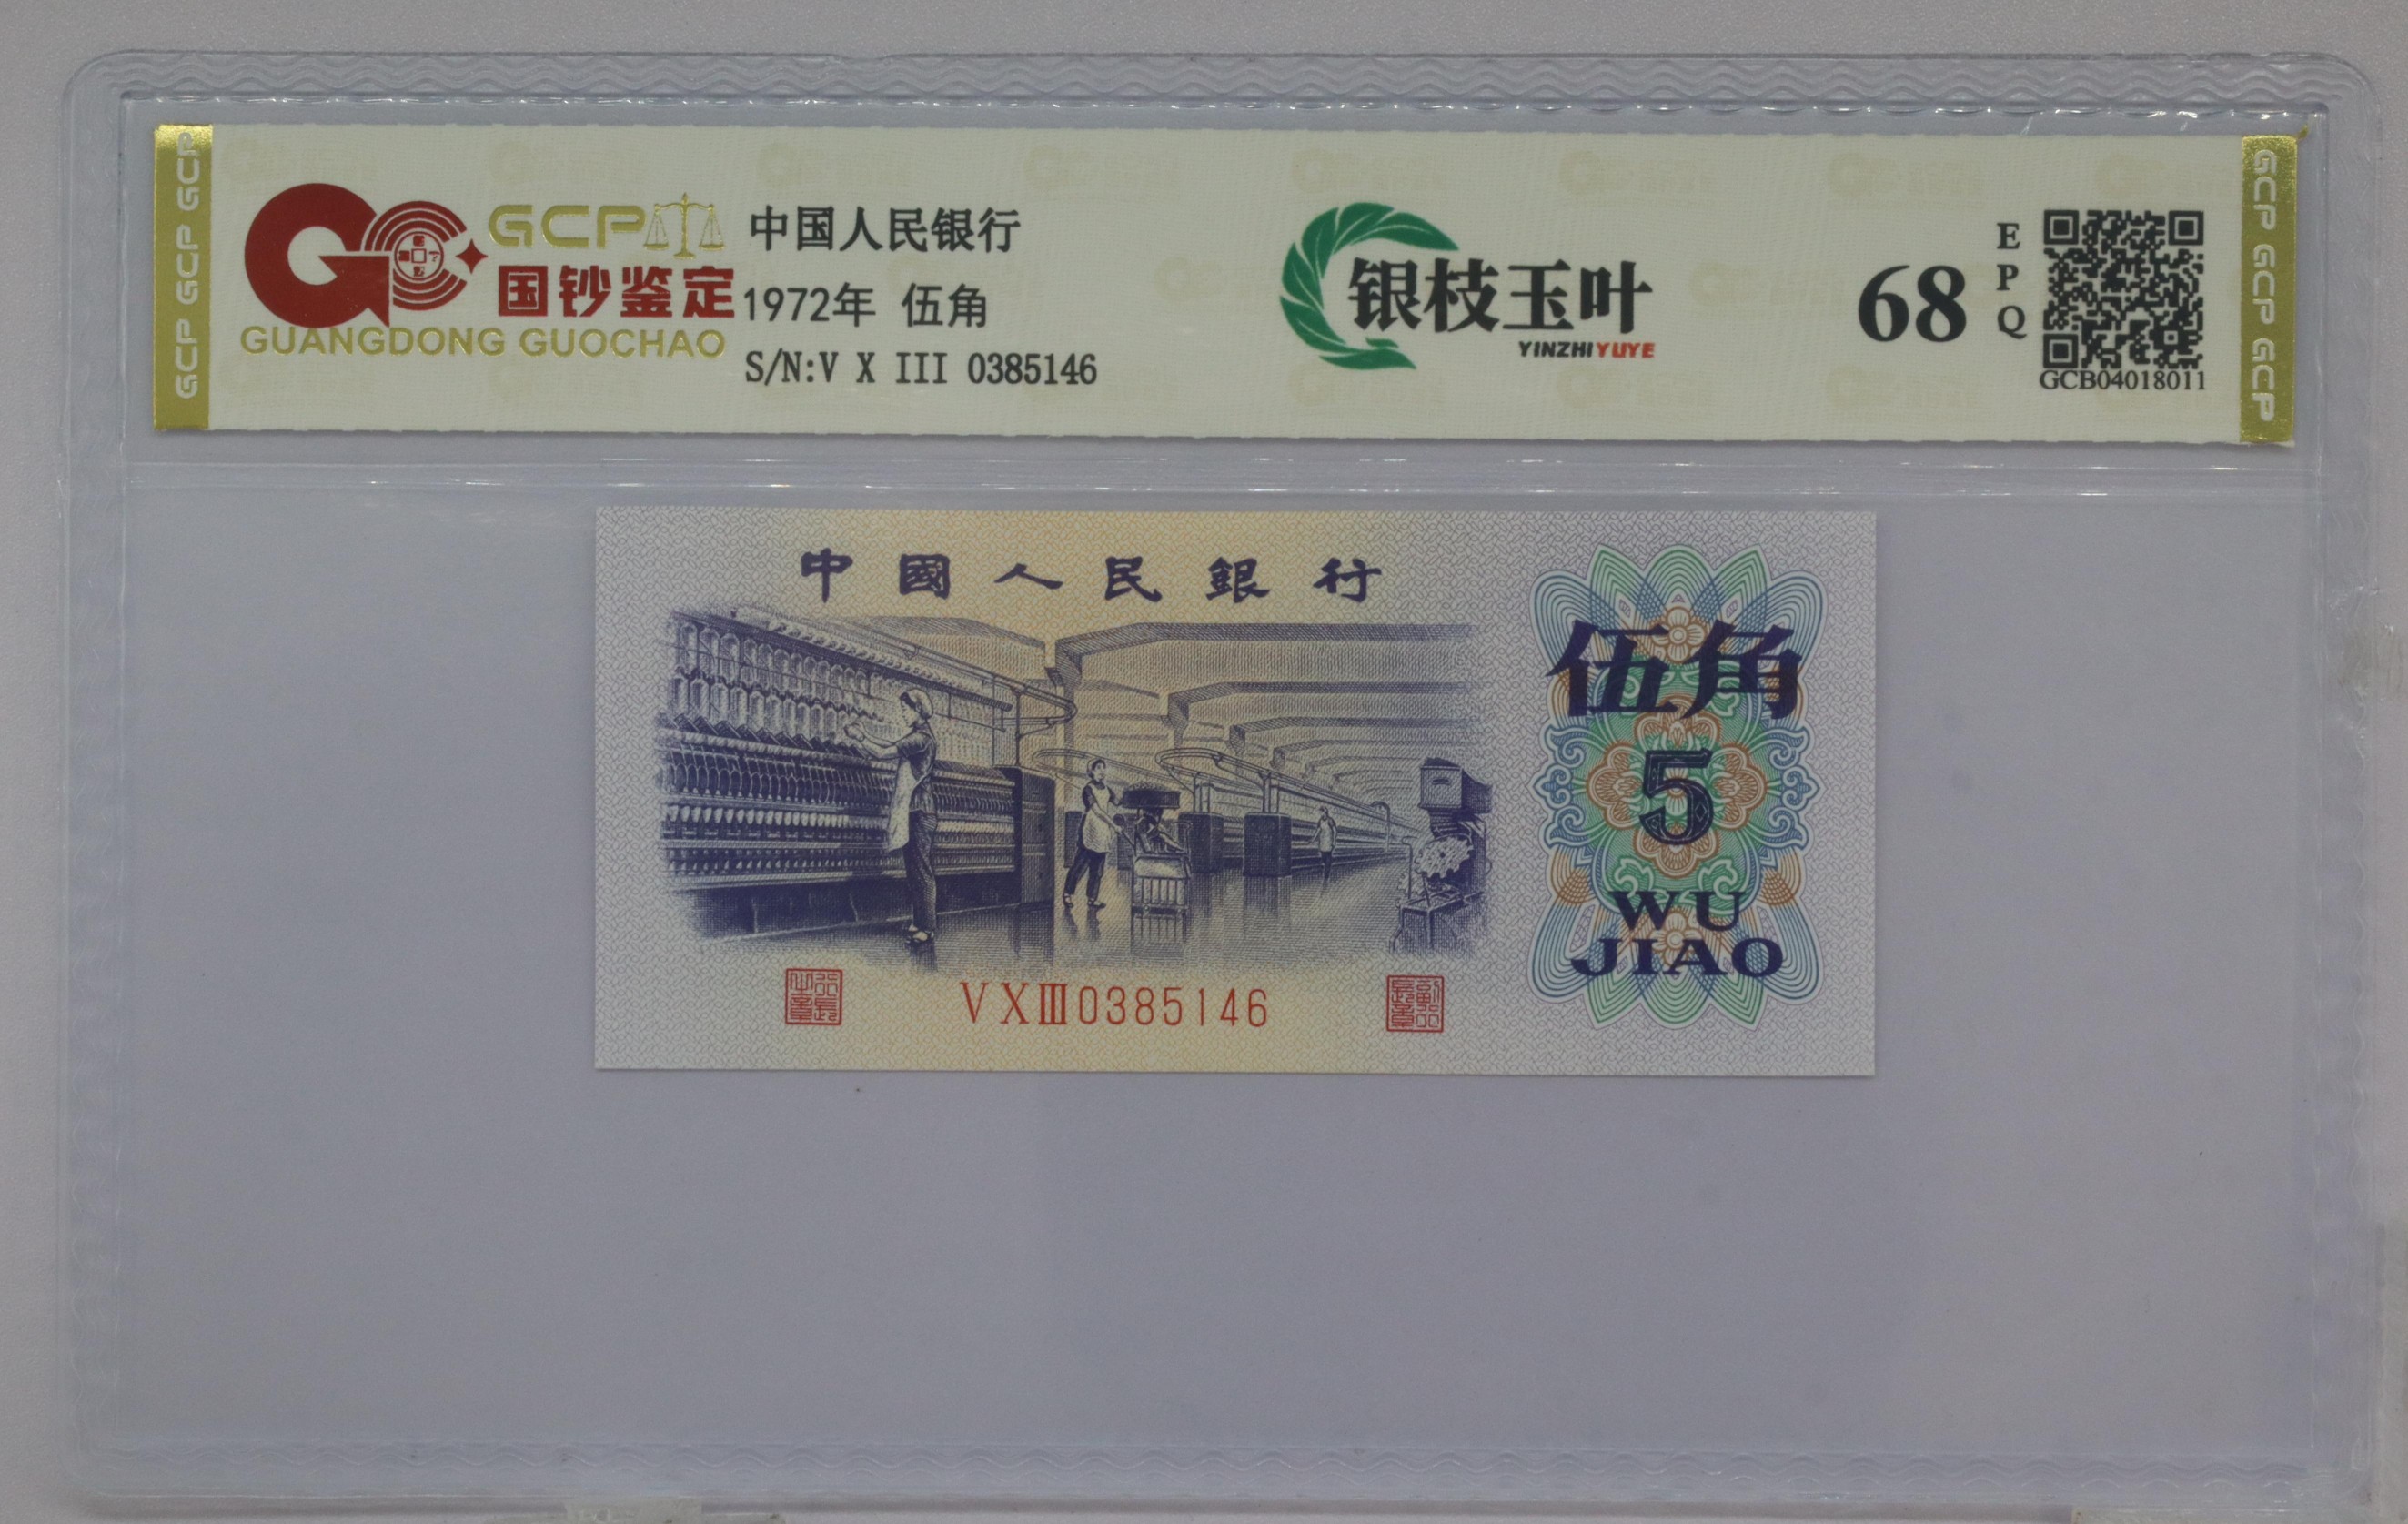 GCP GCP GCP
GCP
国钞鉴定
GUANGDONG GUOCHAO
中国人民银行
1972年 伍角
S/N:V X III 0385146
银枝玉叶
YINZHIYUYE
68
EPQ
GCB04018011
GCP GCP GCP
中國人民銀行
伍角
5
WU
JIAO
VXⅢ0385146